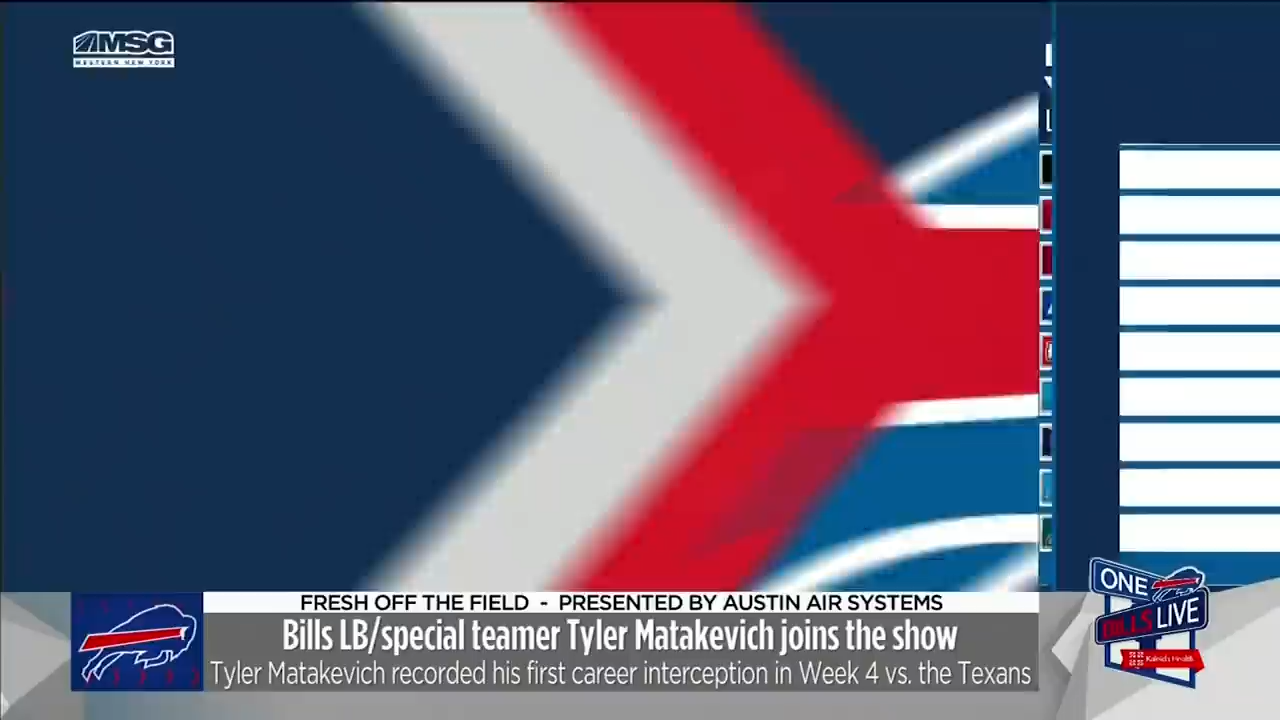 MSG
WESTERN NEW YORK
FRESH OFF THE FIELD - PRESENTED BY AUSTIN AIR SYSTEMS
Bills LB/special teamer Tyler Matakevich joins the show
Tyler Matakevich recorded his first career interception in Week 4 vs. the Texans
ONE
BILLS LIVE
Kaleida Health